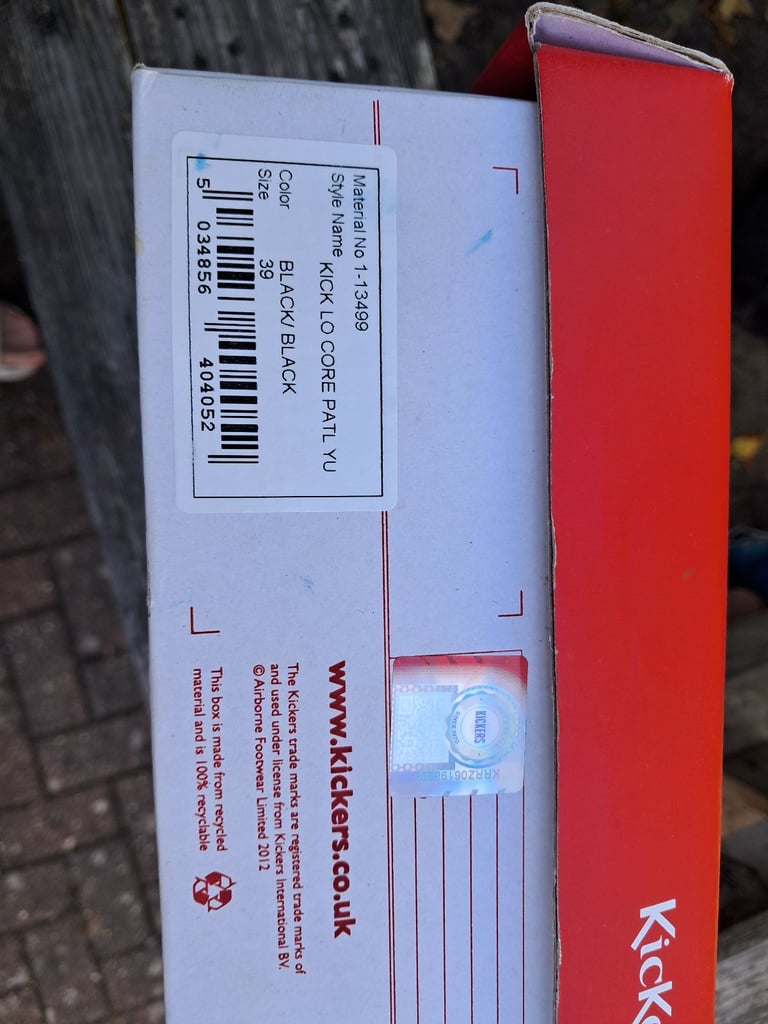 Material No 1-13499
Style Name KICK LO CORE PATL YU
Color BLACK/ BLACK
Size 39
5 034856 404052
KICKERS
SINCE 1970
www.kickers.co.uk
The Kickers trade marks are registered trade marks of
and used under license from Kickers International BV.
© Airborne Footwear Limited 2012
This box is made from recycled
material and is 100% recyclable